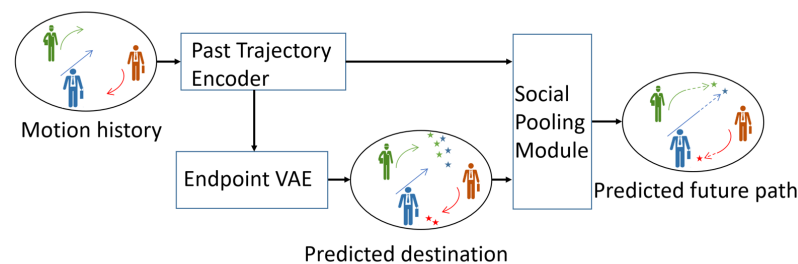 Motion history
Past Trajectory
Encoder
Endpoint VAE
Predicted destination
Social
Pooling
Module
Predicted future path